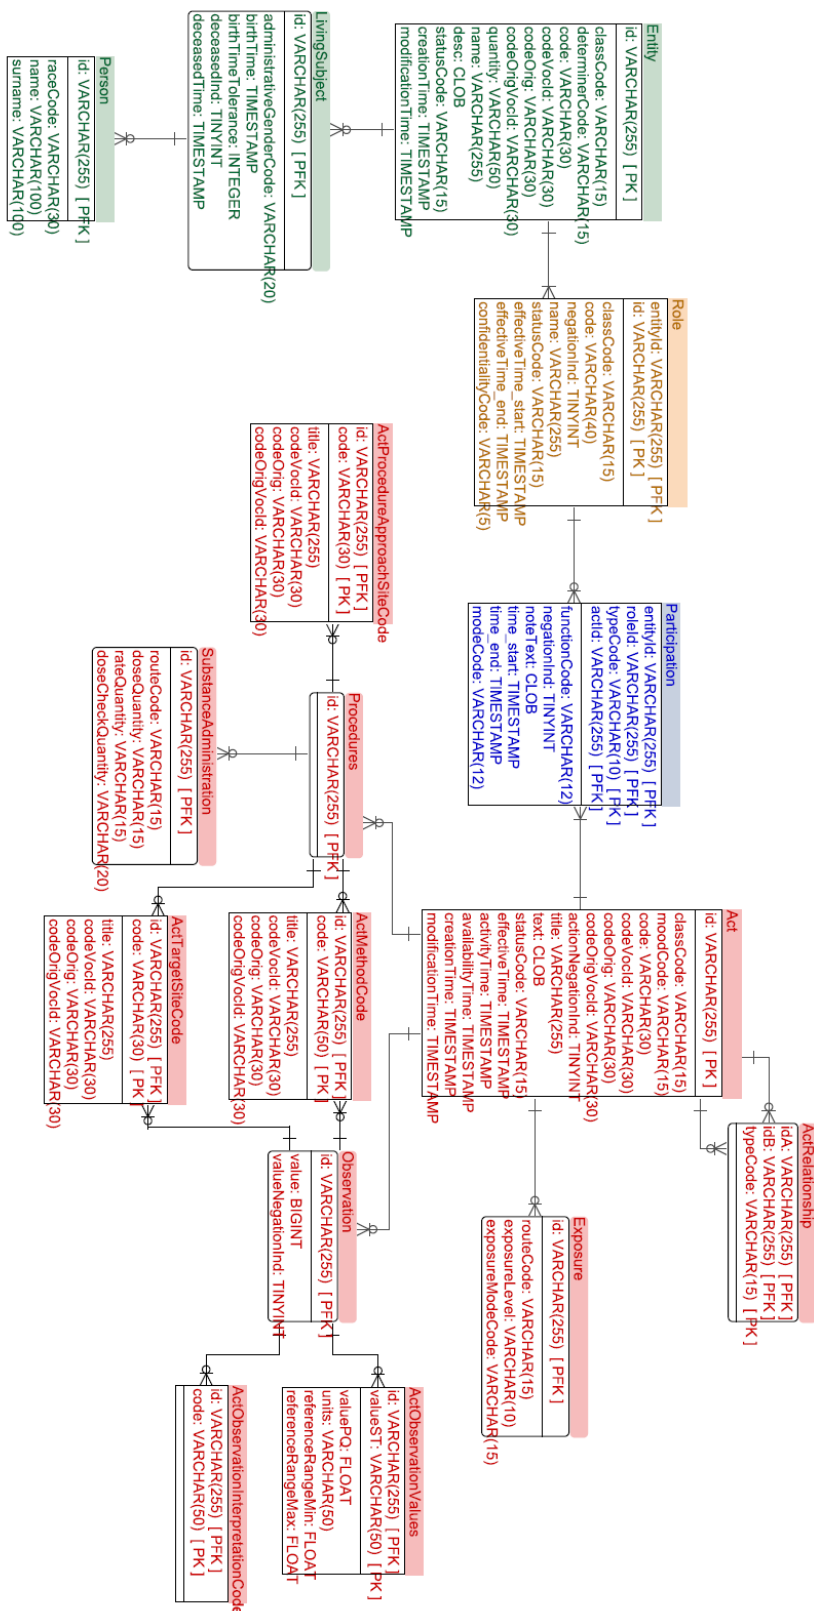 Entity
id: VARCHAR(255) [ PK ]
classCode: VARCHAR(15)
determinerCode: VARCHAR(15)
code: VARCHAR(30)
codeVocId: VARCHAR(30)
codeOrig: VARCHAR(30)
codeOrigVocId: VARCHAR(30)
quantity: VARCHAR(50)
name: VARCHAR(255)
desc: CLOB
statusCode: VARCHAR(15)
creationTime: TIMESTAMP
modificationTime: TIMESTAMP
LivingSubject
id: VARCHAR(255) [ PFK ]
administrativeGenderCode: VARCHAR(20)
birthTime: TIMESTAMP
birthTimeTolerance: INTEGER
deceasedInd: TINYINT
deceasedTime: TIMESTAMP
Person
id: VARCHAR(255) [ PFK ]
raceCode: VARCHAR(30)
name: VARCHAR(100)
surname: VARCHAR(100)
Role
entityId: VARCHAR(255) [ PFK ]
id: VARCHAR(255) [ PK ]
classCode: VARCHAR(15)
code: VARCHAR(40)
negationInd: TINYINT
name: VARCHAR(255)
statusCode: VARCHAR(15)
effectiveTime_start: TIMESTAMP
effectiveTime_end: TIMESTAMP
confidentialityCode: VARCHAR(5)
Participation
entityId: VARCHAR(255) [ PFK ]
roleId: VARCHAR(255) [ PFK ]
typeCode: VARCHAR(10) [ PK ]
actId: VARCHAR(255) [ PFK ]
functionCode: VARCHAR(12)
negationInd: TINYINT
noteText: CLOB
time_start: TIMESTAMP
time_end: TIMESTAMP
modeCode: VARCHAR(12)
ActProcedureApproachSiteCode
id: VARCHAR(255) [ PFK ]
code: VARCHAR(30) [ PK ]
title: VARCHAR(255)
codeVocId: VARCHAR(30)
codeOrig: VARCHAR(30)
codeOrigVocId: VARCHAR(30)
Procedures
id: VARCHAR(255) [ PFK ]
SubstanceAdministration
id: VARCHAR(255) [ PFK ]
routeCode: VARCHAR(15)
doseQuantity: VARCHAR(15)
rateQuantity: VARCHAR(15)
doseCheckQuantity: VARCHAR(20)
Act
id: VARCHAR(255) [ PK ]
classCode: VARCHAR(15)
moodCode: VARCHAR(15)
code: VARCHAR(30)
codeVocId: VARCHAR(30)
codeOrig: VARCHAR(30)
codeOrigVocId: VARCHAR(30)
actionNegationInd: TINYINT
title: VARCHAR(255)
text: CLOB
statusCode: VARCHAR(15)
effectiveTime: TIMESTAMP
activityTime: TIMESTAMP
availabilityTime: TIMESTAMP
creationTime: TIMESTAMP
modificationTime: TIMESTAMP
ActMethodCode
id: VARCHAR(255) [ PFK ]
code: VARCHAR(50) [ PK ]
title: VARCHAR(255)
codeVocId: VARCHAR(30)
codeOrig: VARCHAR(30)
codeOrigVocId: VARCHAR(30)
ActTargetSiteCode
id: VARCHAR(255) [ PFK ]
code: VARCHAR(30) [ PK ]
title: VARCHAR(255)
codeVocId: VARCHAR(30)
codeOrig: VARCHAR(30)
codeOrigVocId: VARCHAR(30)
ActRelationship
idA: VARCHAR(255) [ PFK ]
idB: VARCHAR(255) [ PFK ]
typeCode: VARCHAR(15) [ PK ]
Exposure
id: VARCHAR(255) [ PFK ]
routeCode: VARCHAR(15)
exposureLevel: VARCHAR(10)
exposureModeCode: VARCHAR(15)
Observation
id: VARCHAR(255) [ PFK ]
value: BIGINT
valueNegationInd: TINYINT
ActObservationValues
id: VARCHAR(255) [ PFK ]
valueST: VARCHAR(50) [ PK ]
valuePQ: FLOAT
units: VARCHAR(50)
referenceRangeMin: FLOAT
referenceRangeMax: FLOAT
ActObservationInterpretationCode
id: VARCHAR(255) [ PFK ]
code: VARCHAR(50) [ PK ]